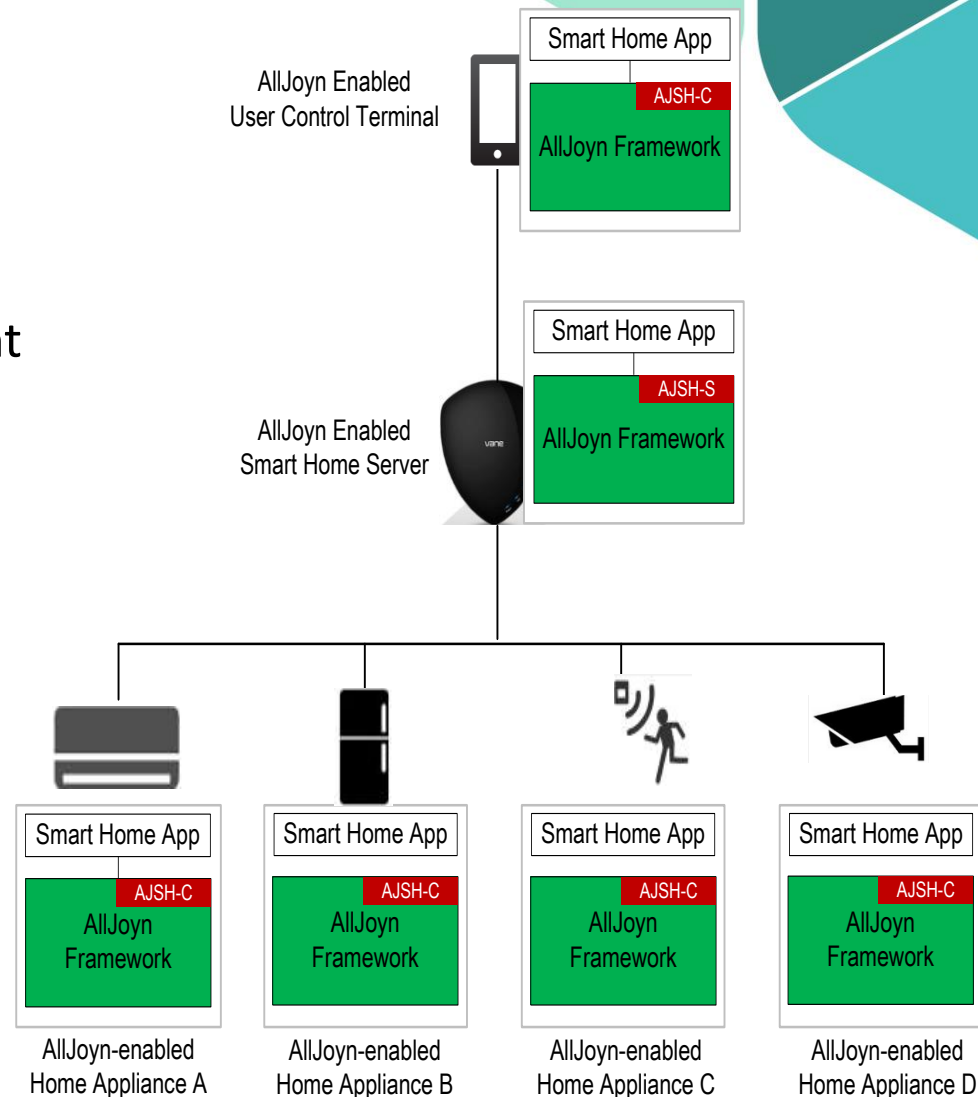 Smart Home App
AllJoyn Enabled
User Control Terminal
AJSH-C
AllJoyn Framework
Smart Home App
AJSH-S
AllJoyn Enabled
Smart Home Server
vane
AllJoyn Framework
Smart Home App
AJSH-C
AllJoyn
Framework
AllJoyn-enabled
Home Appliance A
Smart Home App
AJSH-C
AllJoyn
Framework
AllJoyn-enabled
Home Appliance B
Smart Home App
AJSH-C
AllJoyn
Framework
AllJoyn-enabled
Home Appliance C
Smart Home App
AJSH-C
AllJoyn
Framework
AllJoyn-enabled
Home Appliance D